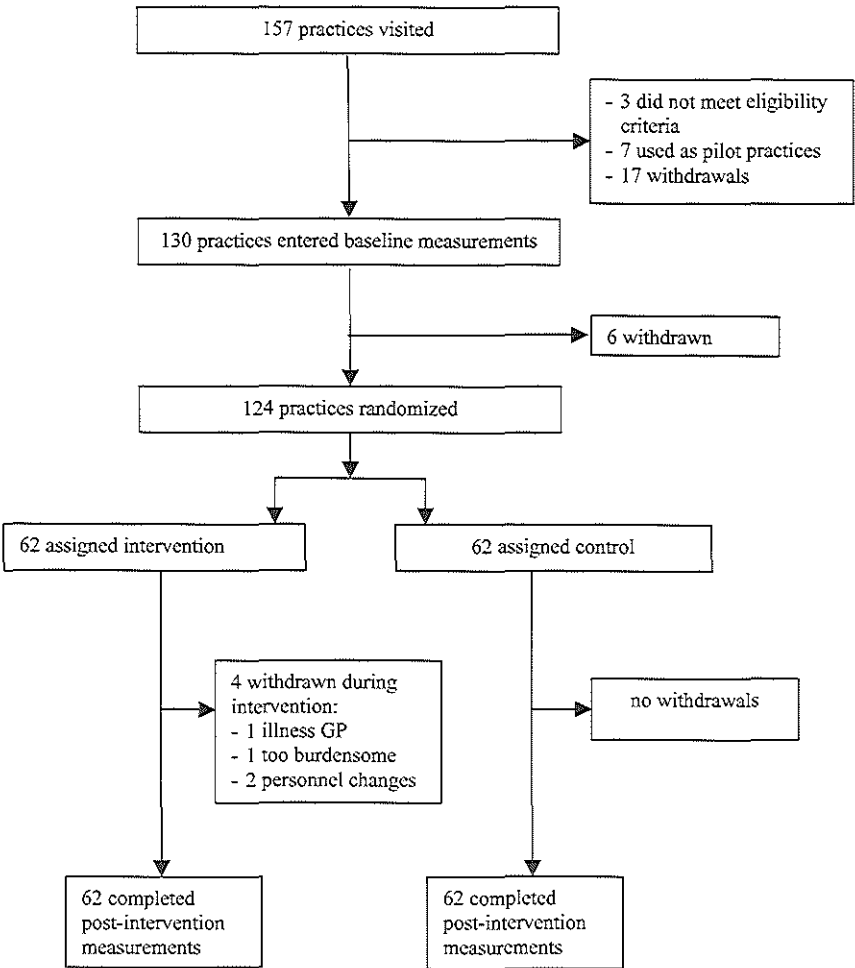 157 practices visited
- 3 did not meet eligibility
criteria
- 7 used as pilot practices
- 17 withdrawals
130 practices entered baseline measurements
6 withdrawn
124 practices randomized
62 assigned intervention
62 assigned control
4 withdrawn during
intervention:
- 1 illness GP
- 1 too burdensome
- 2 personnel changes
no withdrawals
62 completed
post-intervention
measurements
62 completed
post-intervention
measurements